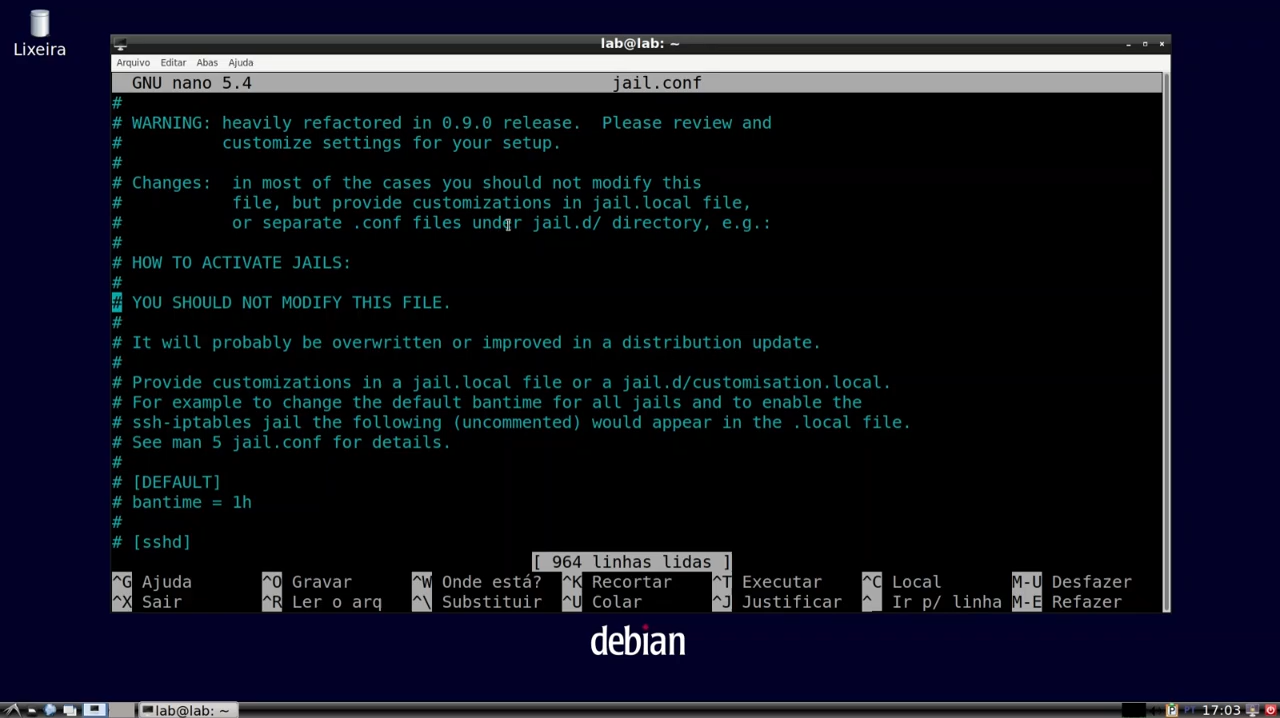 Lixeira
lab@lab: ~
Arquivo Editar Abas Ajuda
GNU nano 5.4 jail.conf
#
# WARNING: heavily refactored in 0.9.0 release. Please review and
# customize settings for your setup.
#
# Changes: in most of the cases you should not modify this
# file, but provide customizations in jail.local file,
# or separate .conf files under jail.d/ directory, e.g.:
#
# HOW TO ACTIVATE JAILS:
#
# YOU SHOULD NOT MODIFY THIS FILE.
#
# It will probably be overwritten or improved in a distribution update.
#
# Provide customizations in a jail.local file or a jail.d/customisation.local.
# For example to change the default bantime for all jails and to enable the
# ssh-iptables jail the following (uncommented) would appear in the .local file.
# See man 5 jail.conf for details.
#
# [DEFAULT]
# bantime = 1h
#
# [sshd]
[ 964 linhas lidas ]
^G Ajuda ^O Gravar ^W Onde está? ^K Recortar ^T Executar ^C Local M-U Desfazer
^X Sair ^R Ler o arq ^\ Substituir ^U Colar ^J Justificar ^_ Ir p/ linha M-E Refazer
debian
lab@lab: ~ 17:03